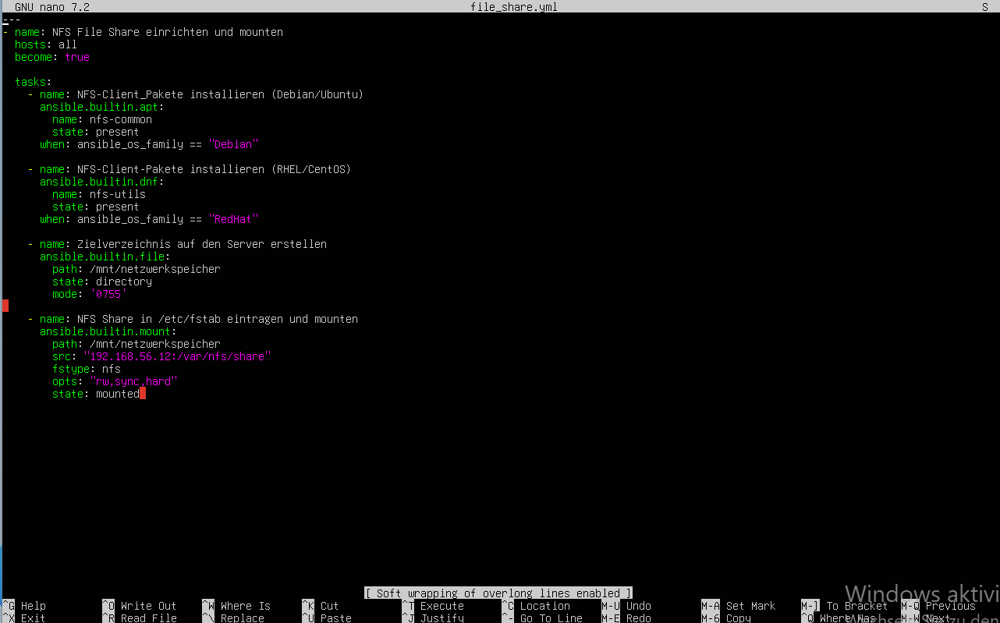 GNU nano 7.2 file_share.yml S
---
- name: NFS File Share einrichten und mounten
hosts: all
become: true
tasks:
- name: NFS-Client_Pakete installieren (Debian/Ubuntu)
ansible.builtin.apt:
name: nfs-common
state: present
when: ansible_os_family == "Debian"
- name: NFS-Client-Pakete installieren (RHEL/CentOS)
ansible.builtin.dnf:
name: nfs-utils
state: present
when: ansible_os_family == "RedHat"
- name: Zielverzeichnis auf den Server erstellen
ansible.builtin.file:
path: /mnt/netzwerkspeicher
state: directory
mode: '0755'
- name: NFS Share in /etc/fstab eintragen und mounten
ansible.builtin.mount:
path: /mnt/netzwerkspeicher
src: "192.168.56.12:/var/nfs/share"
fstype: nfs
opts: "rw,sync,hard"
state: mounted
[ Soft wrapping of overlong lines enabled ]
Windows aktivi
^G Help ^O Write Out ^W Where Is ^K Cut ^T Execute ^C Location M-U Undo M-A Set Mark M-] To Bracket M-Q Previous
^X Exit ^R Read File ^\ Replace ^U Paste ^J Justify ^- Go To Line M-E Redo M-6 Copy ^Q Where Was M-W Next
zu den